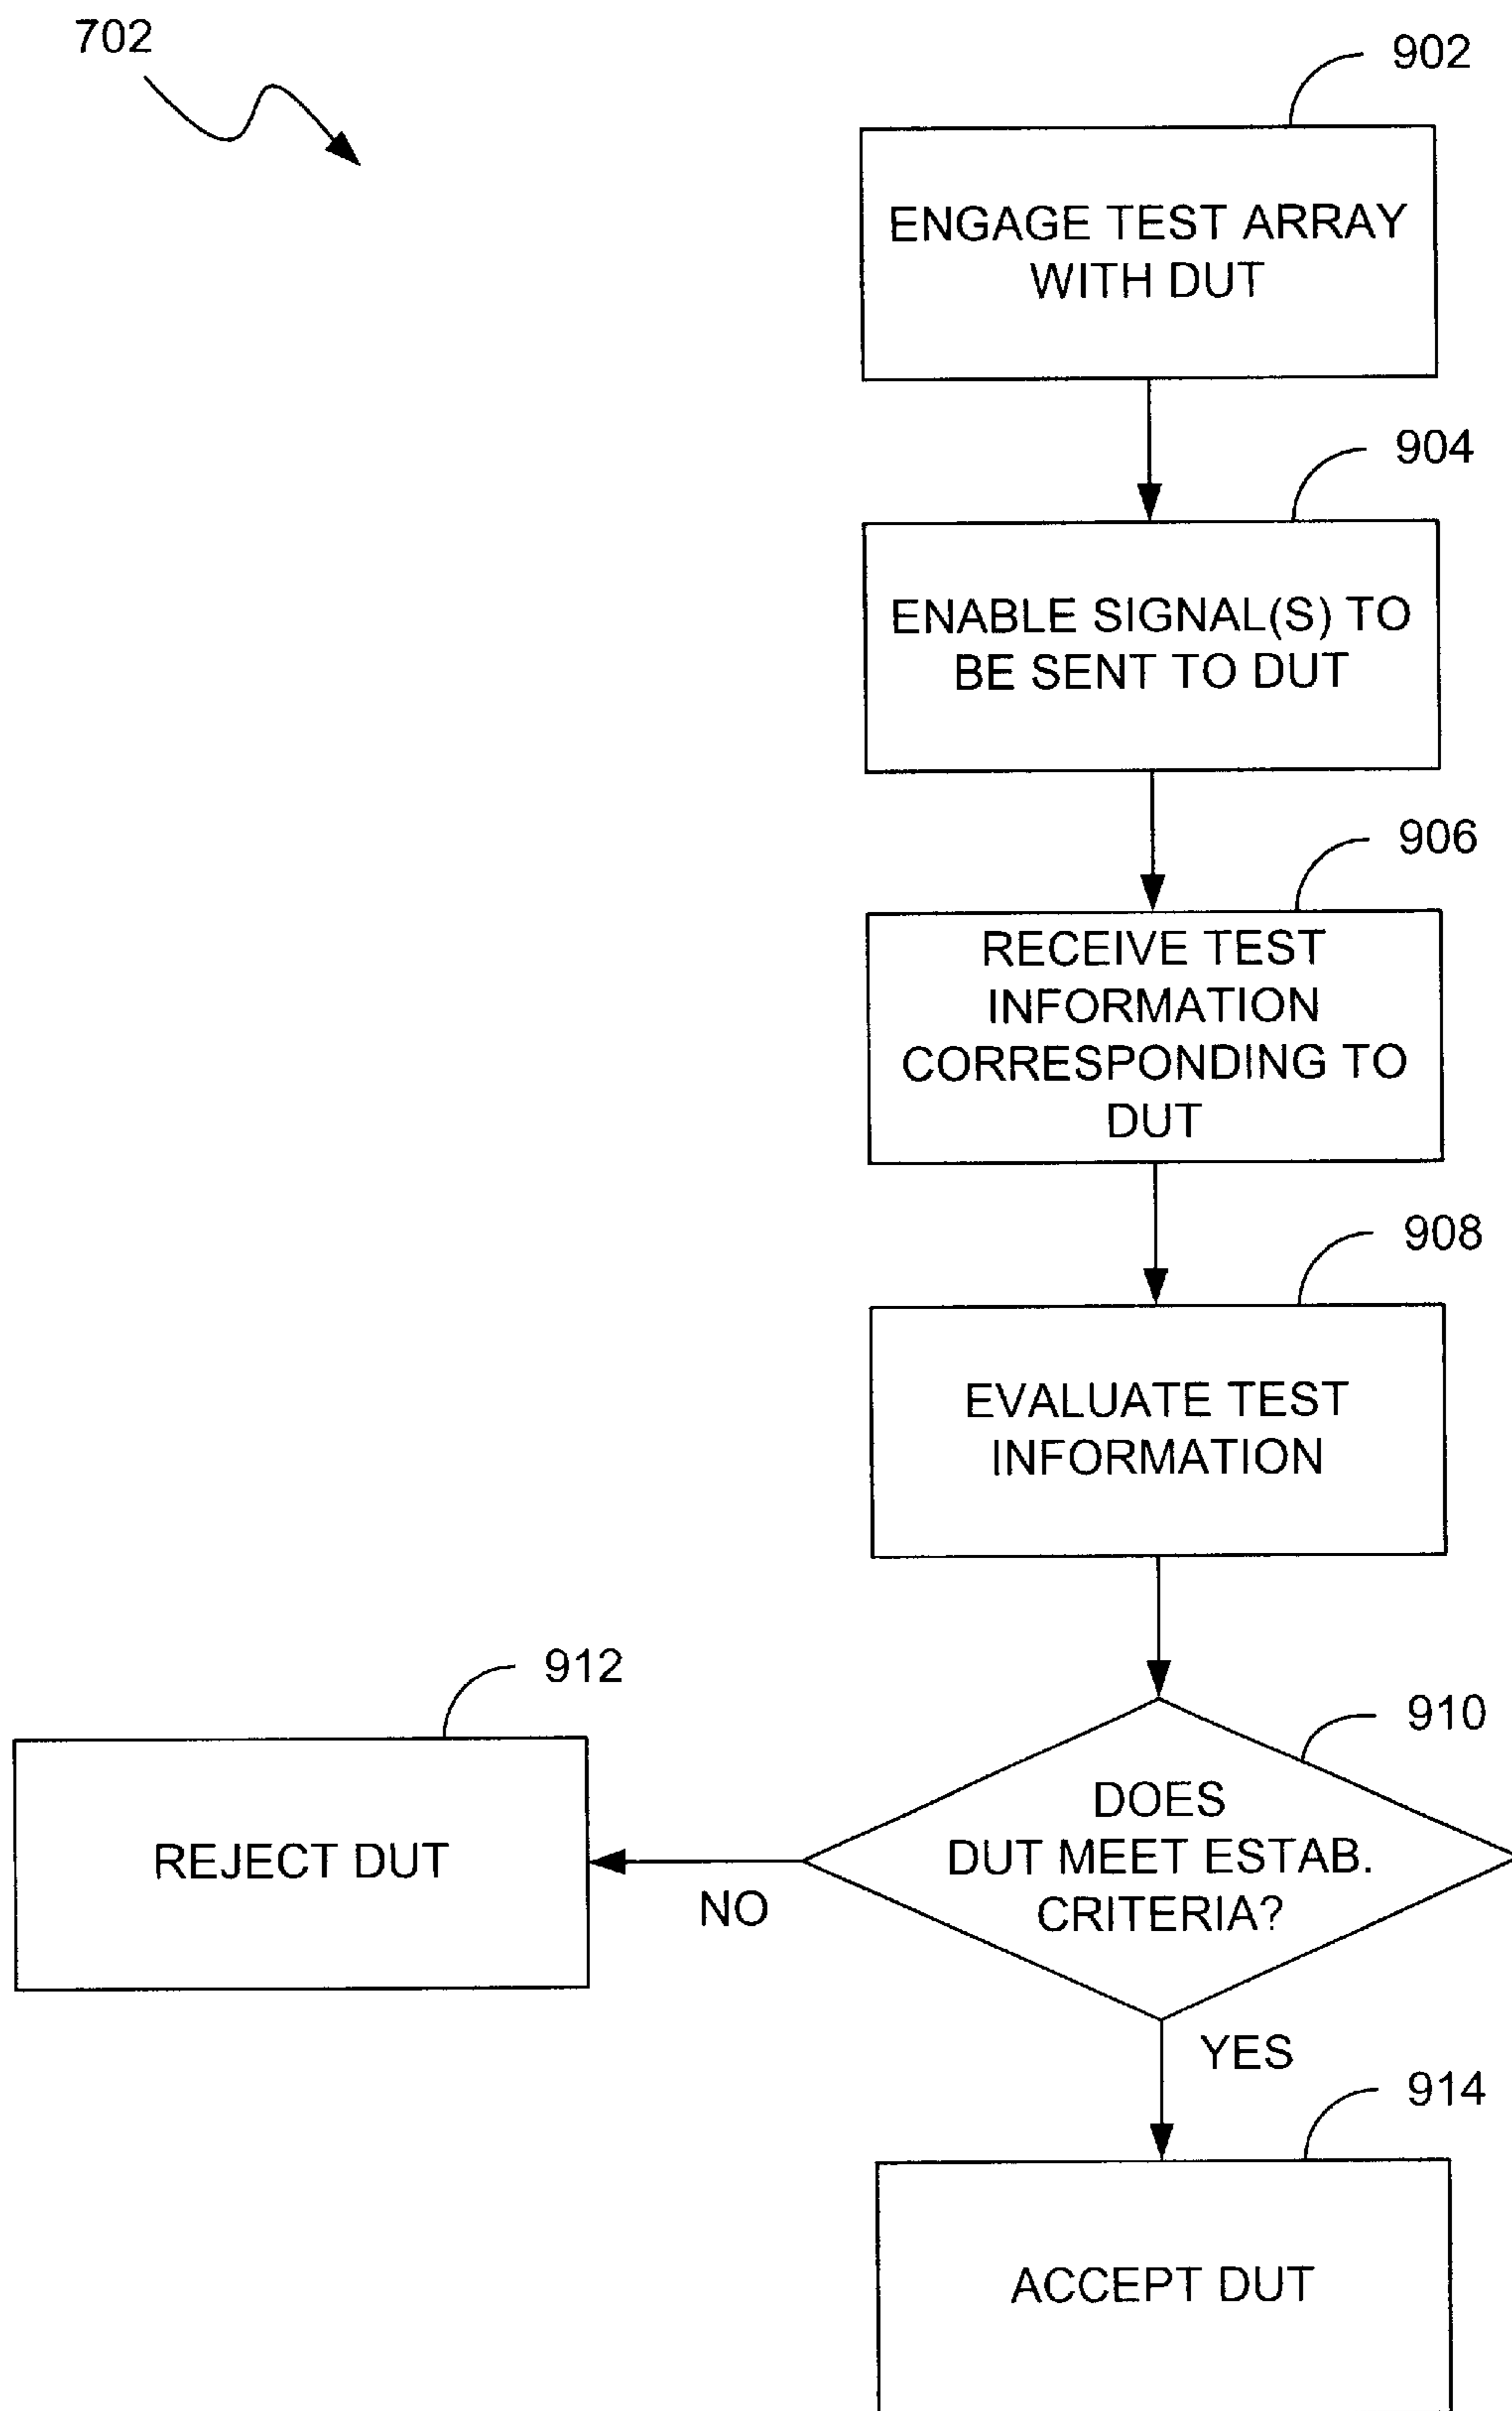 702
902
ENGAGE TEST ARRAY
WITH DUT
904
ENABLE SIGNAL(S) TO
BE SENT TO DUT
906
RECEIVE TEST
INFORMATION
CORRESPONDING TO
DUT
908
EVALUATE TEST
INFORMATION
912
REJECT DUT
910
DOES
DUT MEET ESTAB.
CRITERIA?
NO
YES
914
ACCEPT DUT